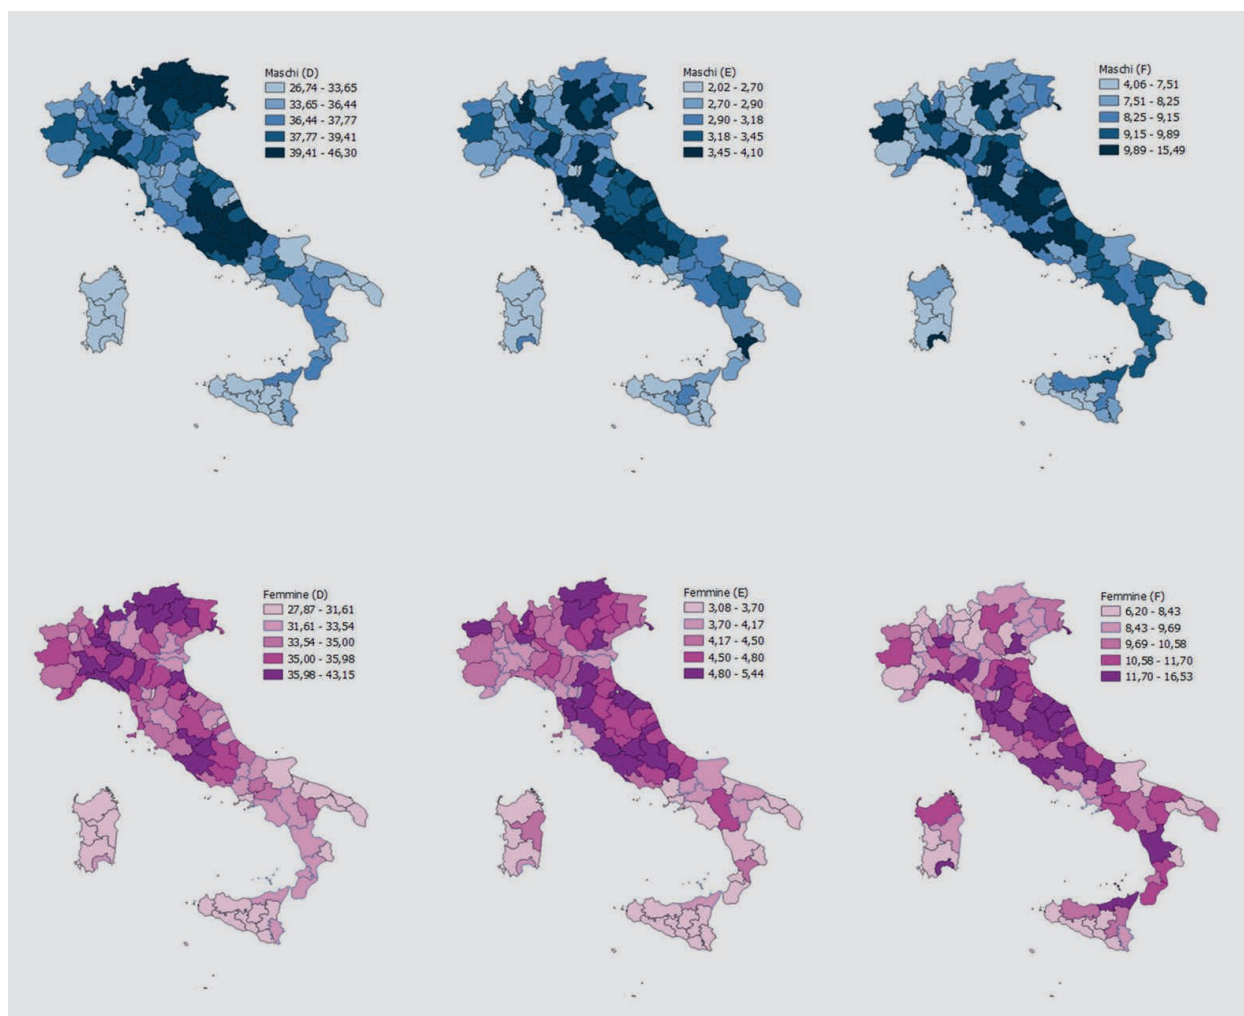 Maschi (D)
26,74 - 33,65
33,65 - 36,44
36,44 - 37,77
37,77 - 39,41
39,41 - 46,30
Maschi (E)
2,02 - 2,70
2,70 - 2,90
2,90 - 3,18
3,18 - 3,45
3,45 - 4,10
Maschi (F)
4,06 - 7,51
7,51 - 8,25
8,25 - 9,15
9,15 - 9,89
9,89 - 15,49
Femmine (D)
27,87 - 31,61
31,61 - 33,54
33,54 - 35,00
35,00 - 35,98
35,98 - 43,15
Femmine (E)
3,08 - 3,70
3,70 - 4,17
4,17 - 4,50
4,50 - 4,80
4,80 - 5,44
Femmine (F)
6,20 - 8,43
8,43 - 9,69
9,69 - 10,58
10,58 - 11,70
11,70 - 16,53